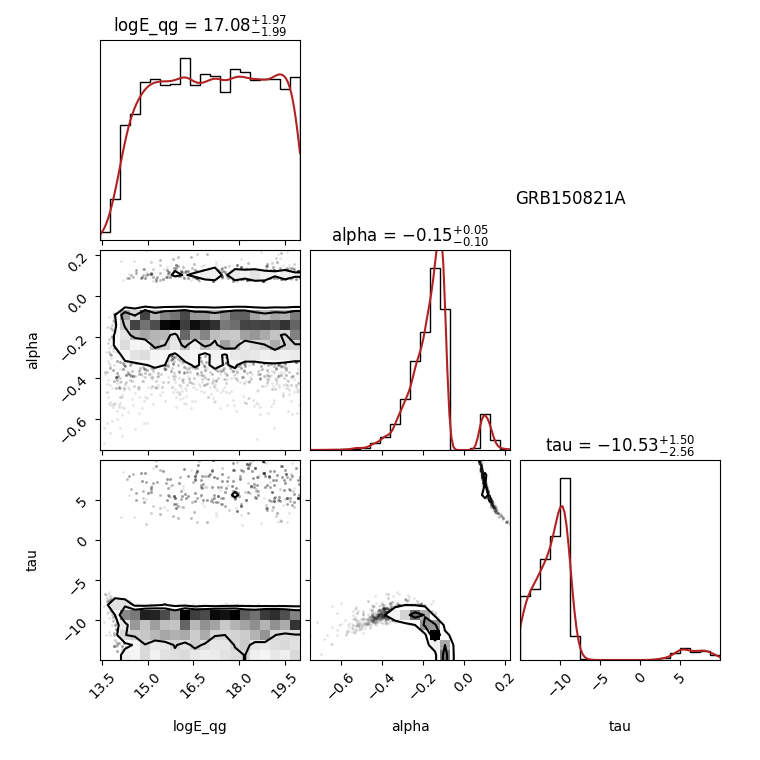 logE_qg = 17.08+1.97−1.99
GRB150821A
alpha = −0.15+0.05−0.10
0.2
0.0
−0.2
−0.4
−0.6
alpha
tau = −10.53+1.50−2.56
5
0
−5
−10
tau
13.5 15.0 16.5 18.0 19.5
−0.6 −0.4 −0.2 0.0 0.2
−10 −5 0 5
logE_qg alpha tau